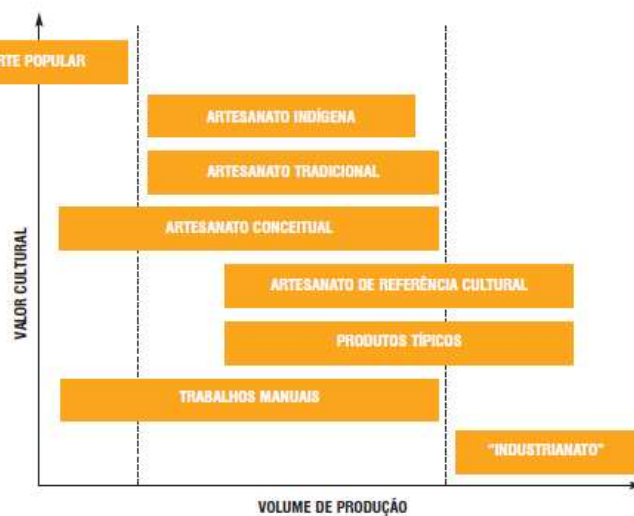 RTE POPULAR
ARTESANATO INDÍGENA
ARTESANATO TRADICIONAL
ARTESANATO CONCEITUAL
ARTESANATO DE REFERÊNCIA CULTURAL
PRODUTOS TÍPICOS
TRABALHOS MANUAIS
"INDUSTRIANATO"
VALOR CULTURAL
VOLUME DE PRODUÇÃO